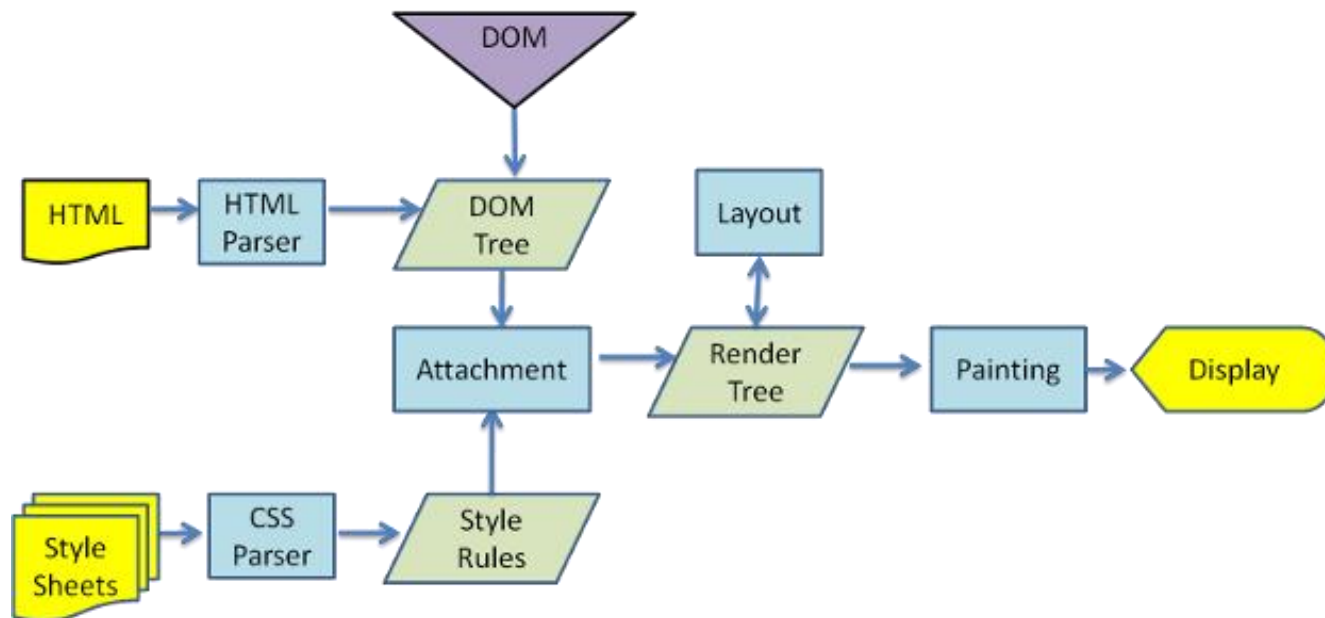 DOM
HTML
HTML
Parser
DOM
Tree
Layout
Attachment
Render
Tree
Painting
Display
Style
Sheets
CSS
Parser
Style
Rules